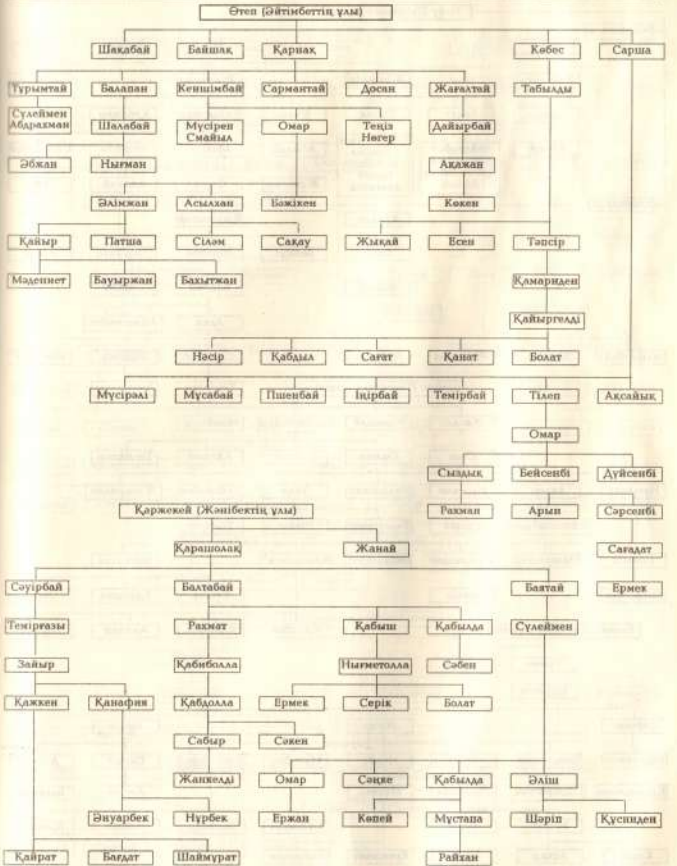 Өтеп (Әйтімбеттің ұлы)
Шақабай Байшақ Қарнақ Көбес Сарша
Тұрымтай Балапан Кеншімбай Сармантай Досан Жағалтай Табылды
Сүлеймен Абдрахман Шалабай Мүсірен Смайыл Омар Теңіз Нөгер Дайырбай
Әбжан Нығман Ақажан
Әлімжан Асылхан Бәжікен Көкен
Қайыр Патша Сіләм Сақау Жықай Есен Тәпсір
Мәденнет Бауыржан Бахытжан Қамариден
Қайыргелді
Нәсір Қабдыл Сағат Қанат Болат
Мүсірәлі Мұсабай Пшенбай Іңірбай Темірбай Тілеп Ақсайық
Омар
Сыздық Бейсенбі Дүйсенбі
Қаржекей (Жәнібектің ұлы) Рахман Арын Сәрсенбі
Қарашолақ Жанай Сағадат
Сәуірбай Балтабай Баятай Ермек
Темірғазы Рахмат Қабыш Қабылда Сүлеймен
Зайыр Қабиболла Нығметолла Сәбен
Қажкен Қанафия Қабдолла Ермек Серік Болат
Сабыр Сәкен
Жанкелді Омар Сәңке Қабылда Әліш
Әнуарбек Нұрбек Ержан Көпей Мұстапа Шәріп Құсниден
Қайрат Бағдат Шаймұрат Райхан